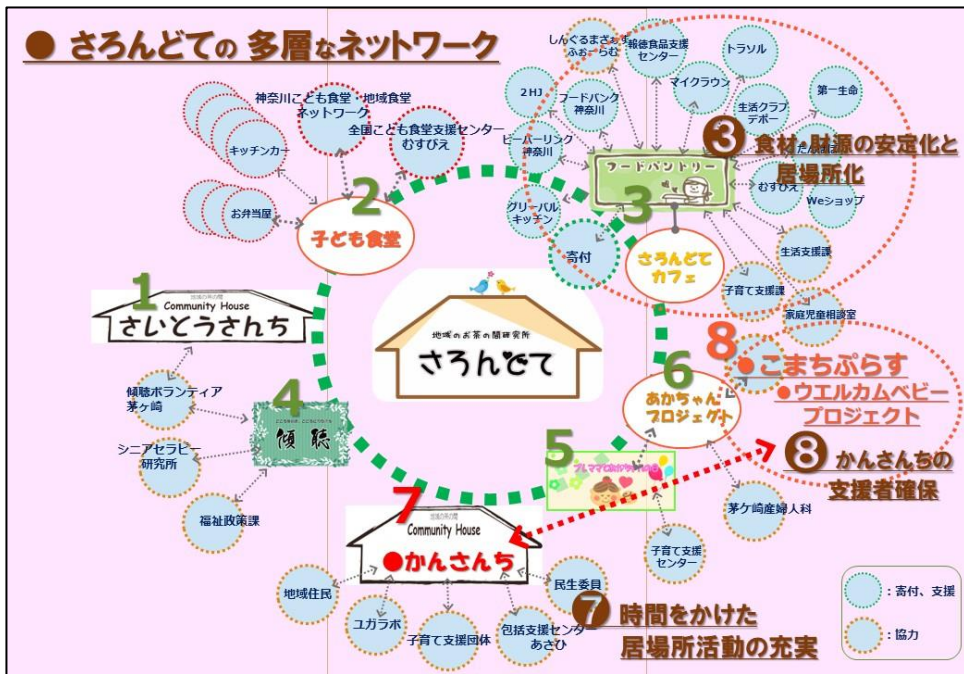 ● さろんどての 多層なネットワーク
しんぐるまざぁず
ふぉーらむ
報徳食品支援
センター
トラソル
神奈川こども食堂・地域食堂
ネットワーク
全国こども食堂支援センター
むすびえ
2HJ
フードバンク
神奈川
マイクラウン
生活クラブ
デポー
第一生命
キッチンカー
ビーバーリンク
神奈川
フードパントリー
❸ 食材・財源の安定化と
居場所化
お弁当屋
2
子ども食堂
グリーバル
キッチン
3
むすびえ
Weショップ
寄付
さろんどて
カフェ
生活支援課
子育て支援課
家庭児童相談室
1
地域の茶の間
Community House
さいとうさんち
地域のお茶の間研究所
さろんどて
8
●こまちぷらす
●ウエルカムベビー
プロジェクト
6
あかちゃん
プロジェクト
傾聴ボランティア
茅ヶ崎
4
傾聴
シニアセラピー
研究所
福祉政策課
5
❽ かんさんちの
支援者確保
7
地域の茶の間
Community House
●かんさんち
茅ケ崎産婦人科
子育て支援
センター
地域住民
ユガラボ
子育て支援団体
包括支援センター
あさひ
民生委員
❼ 時間をかけた
居場所活動の充実
：寄付、支援
：協力